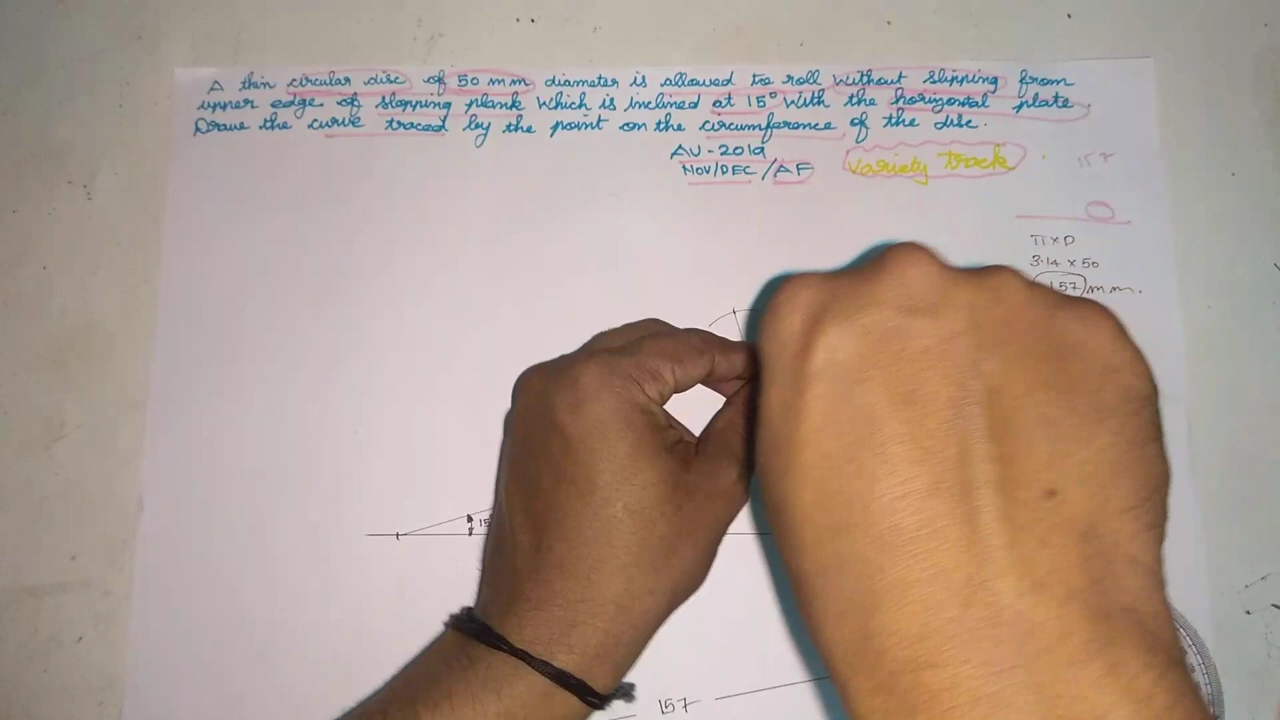 A thin circular disc of 50 mm diameter is allowed to roll without slipping from
upper edge of slopping plank which is inclined at 15° with the horizontal plate.
Draw the curve traced by the point on the circumference of the disc.
AU-2019
NOV/DEC /AF
Variety track
157
π×D
3.14 × 50
157 mm.
15
157